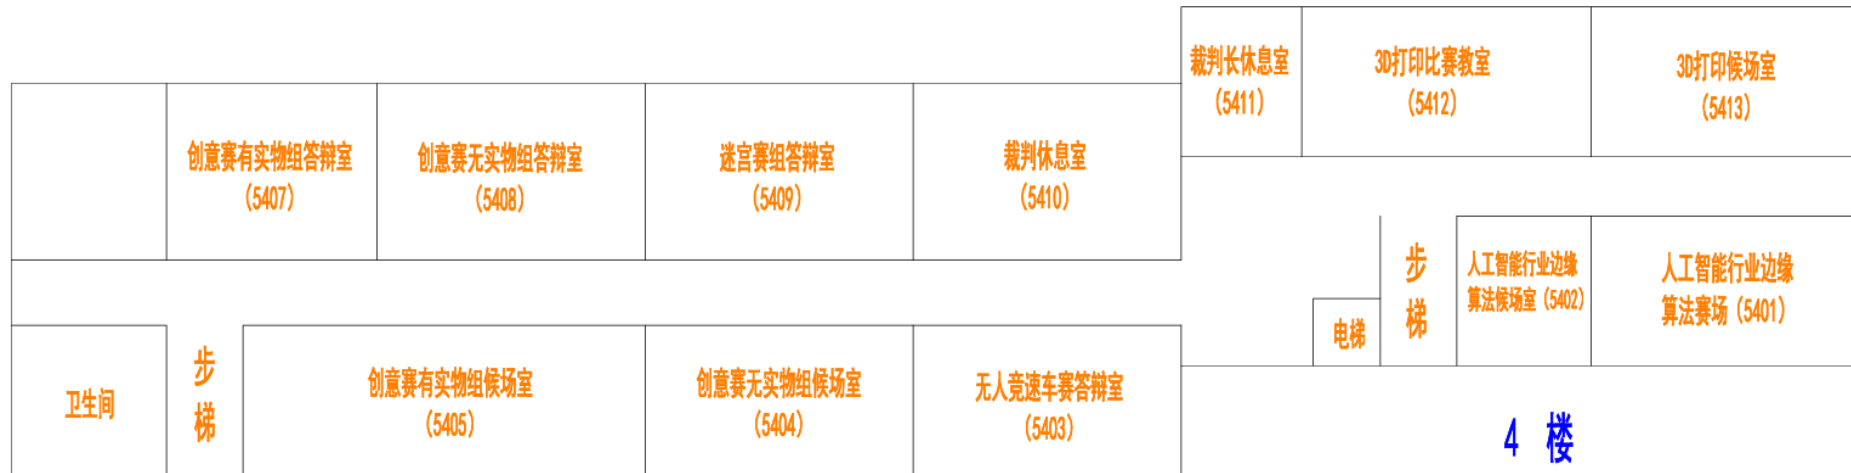 裁判长休息室
（5411）
3D打印比赛教室
（5412）
3D打印候场室
（5413）
创意赛有实物组答辩室
（5407）
创意赛无实物组答辩室
（5408）
迷宫赛组答辩室
（5409）
裁判休息室
（5410）
步
梯
人工智能行业边缘
算法候场室（5402）
人工智能行业边缘
算法赛场（5401）
电梯
卫生间
步
梯
创意赛有实物组候场室
（5405）
创意赛无实物组候场室
（5404）
无人竞速车赛答辩室
（5403）
4 楼